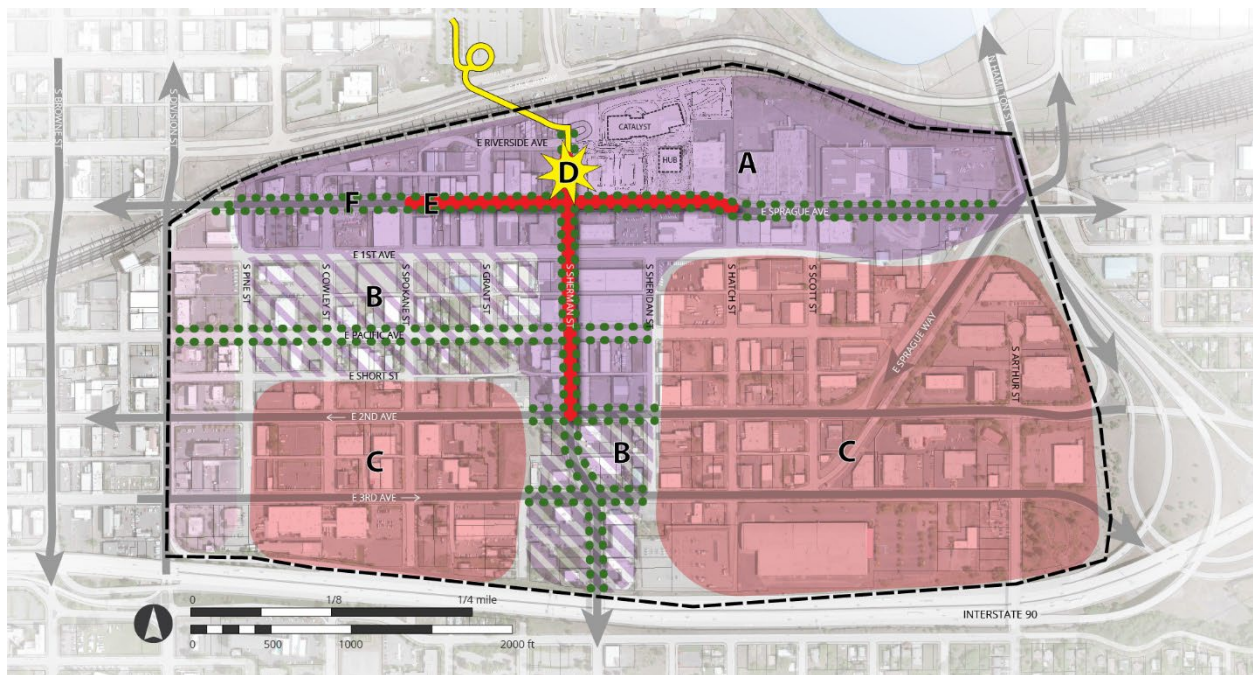 S BROWNE ST
S DIVISION ST
N HAMILTON ST
CATALYST
HUB
E RIVERSIDE AVE
A
D
F
E
E SPRAGUE AVE
E 1ST AVE
S PINE ST
S COWLEY ST
S SPOKANE ST
S GRANT ST
S SHERMAN ST
S SHERIDAN ST
S HATCH ST
S SCOTT ST
B
E PACIFIC AVE
E SPRAGUE WAY
S ARTHUR ST
E SHORT ST
← E 2ND AVE
C
B
C
E 3RD AVE →
0 1/8 1/4 mile
0 500 1000 2000 ft
INTERSTATE 90